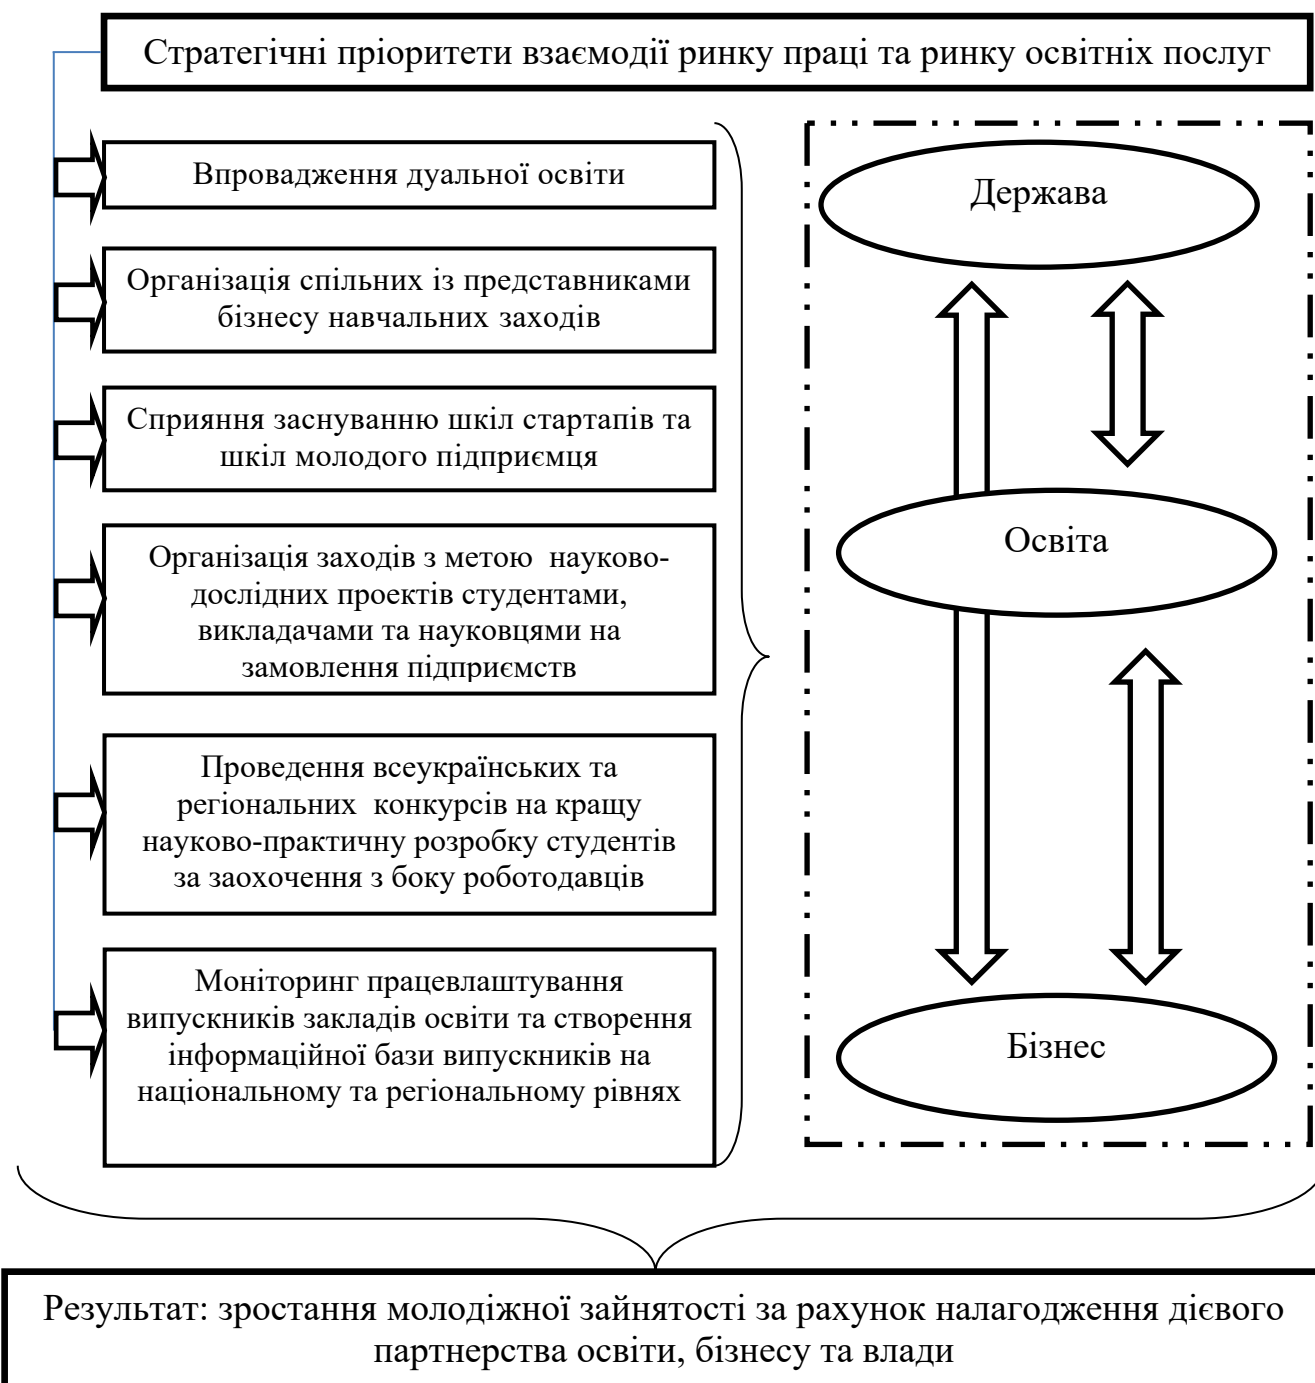 Стратегічні пріоритети взаємодії ринку праці та ринку освітніх послуг
Впровадження дуальної освіти
Організація спільних із представниками
бізнесу навчальних заходів
Сприяння заснуванню шкіл стартапів та
шкіл молодого підприємця
Організація заходів з метою науково-
дослідних проектів студентами,
викладачами та науковцями на
замовлення підприємств
Проведення всеукраїнських та
регіональних конкурсів на кращу
науково-практичну розробку студентів
за заохочення з боку роботодавців
Моніторинг працевлаштування
випускників закладів освіти та створення
інформаційної бази випускників на
національному та регіональному рівнях
Держава
Освіта
Бізнес
Результат: зростання молодіжної зайнятості за рахунок налагодження дієвого
партнерства освіти, бізнесу та влади